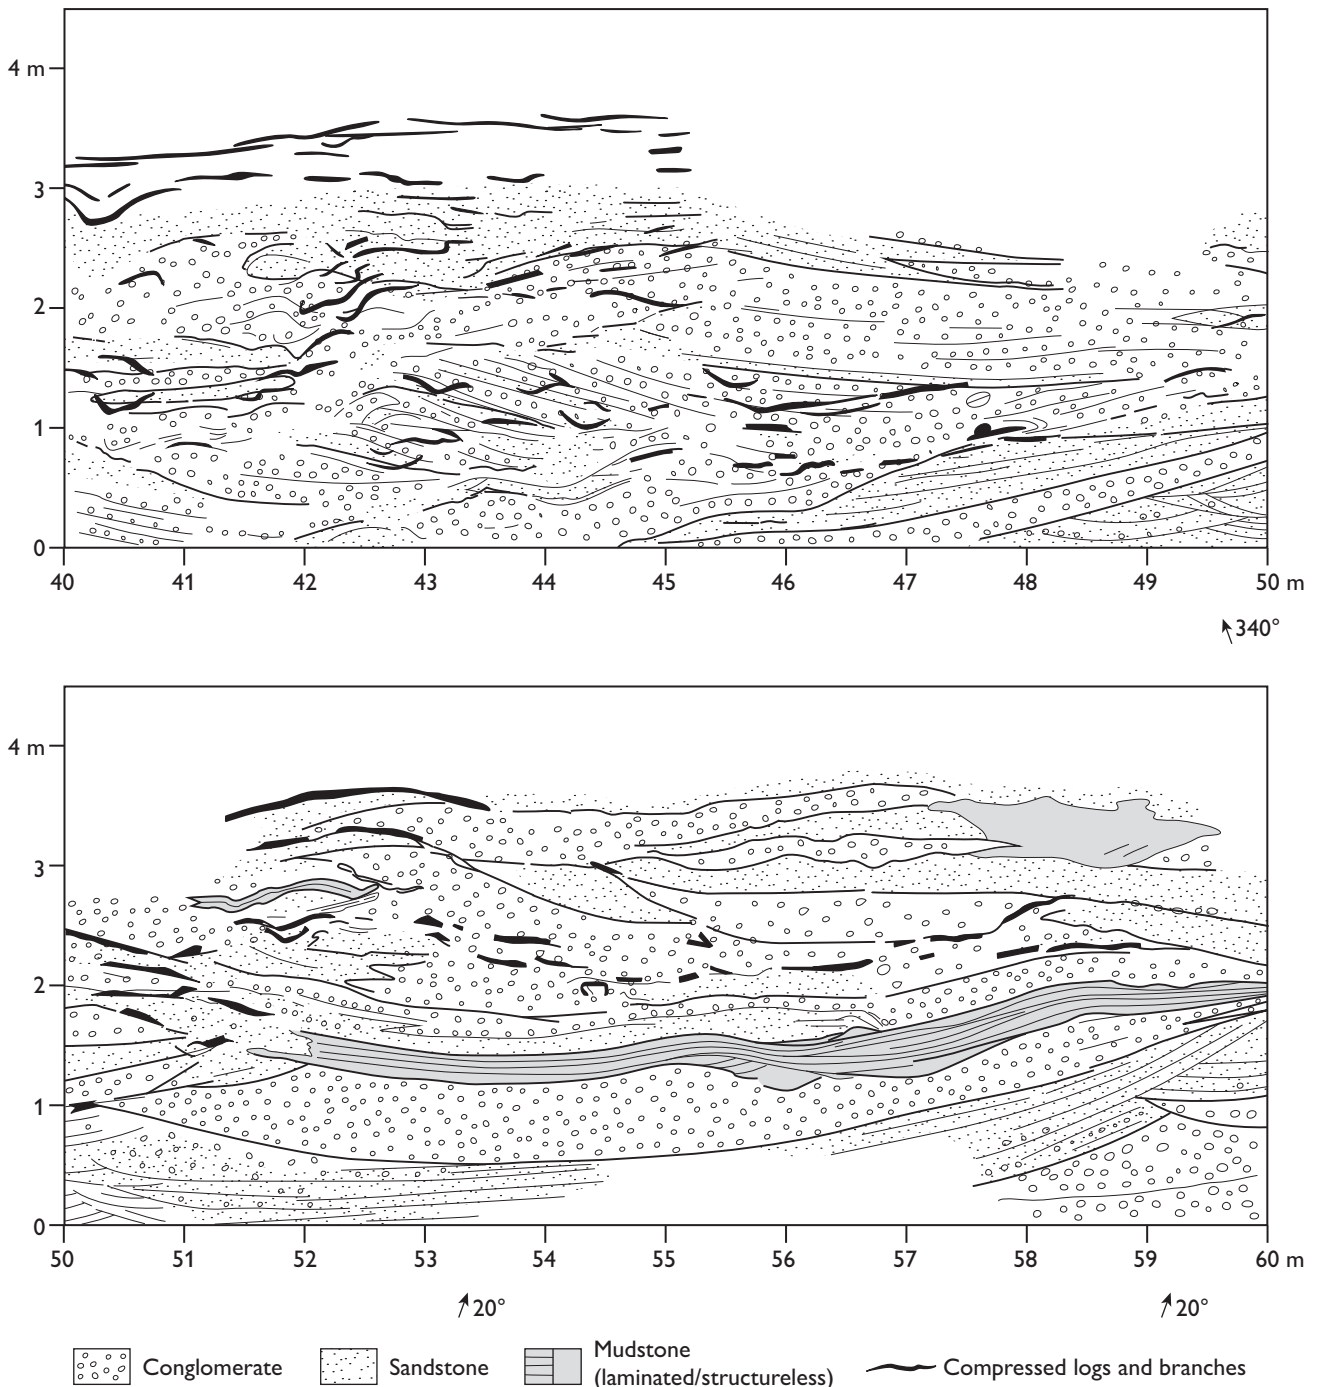 4 m
3
2
1
0
40 41 42 43 44 45 46 47 48 49 50 m
340°
4 m
3
2
1
0
50 51 52 53 54 55 56 57 58 59 60 m
20° 20°
Conglomerate
Sandstone
Mudstone
(laminated/structureless)
Compressed logs and branches